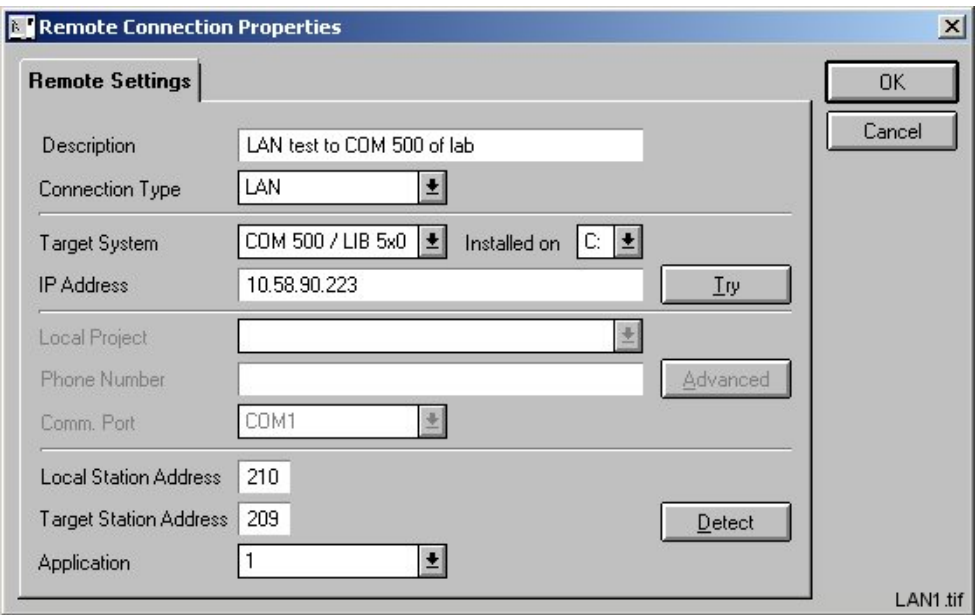 Remote Connection Properties
Remote Settings
OK
Cancel
Description LAN test to COM 500 of lab
Connection Type LAN
Target System COM 500 / LIB 5x0 Installed on C:
IP Address 10.58.90.223 Try
Local Project
Phone Number Advanced
Comm. Port COM1
Local Station Address 210
Target Station Address 209 Detect
Application 1
LAN1.tif